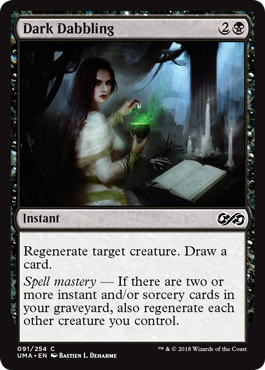 Dark Dabbling 2
Instant
Regenerate target creature. Draw a
card.
Spell mastery — If there are two or
more instant and/or sorcery cards in
your graveyard, also regenerate each
other creature you control.
091/254 C
UMA • EN Bastien L. Deharme
™ & © 2018 Wizards of the Coast